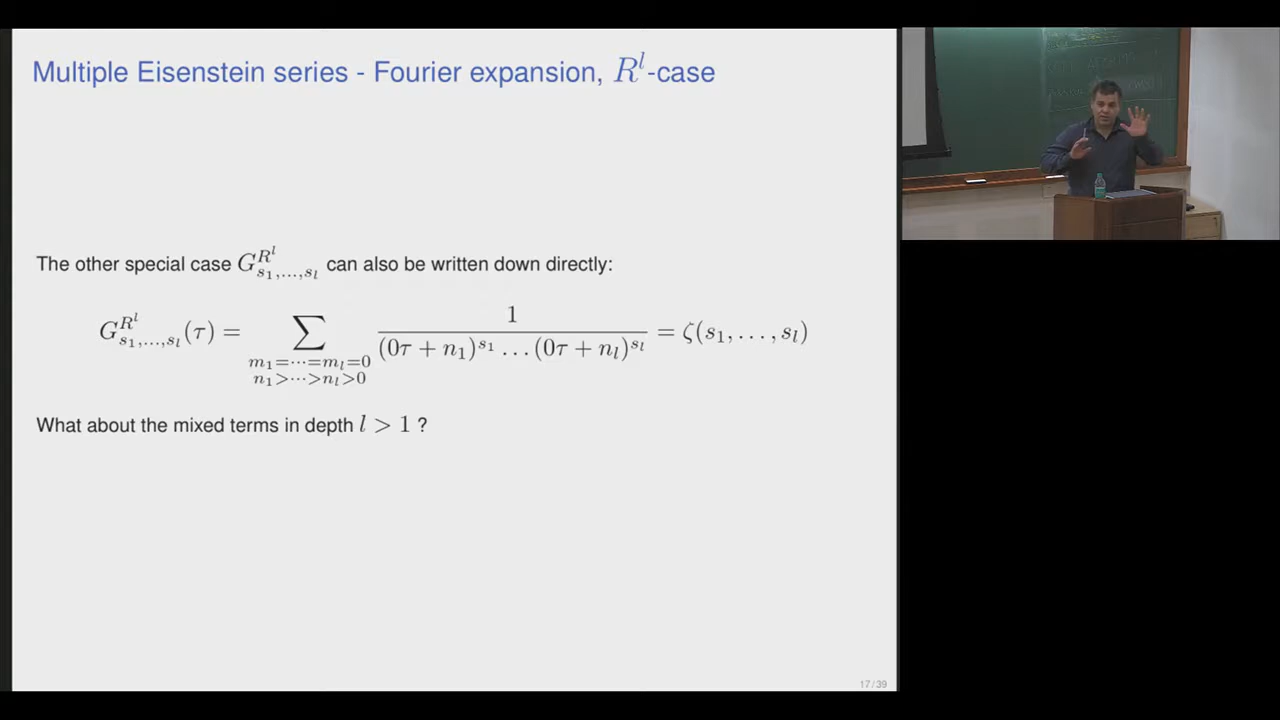 Multiple Eisenstein series - Fourier expansion, R^l-case
The other special case G^{R^l}_{s_1,...,s_l} can also be written down directly:
G^{R^l}_{s_1,...,s_l}(τ) = ∑_{m_1=···=m_l=0, n_1>···>n_l>0} 1/((0τ + n_1)^{s_1} ... (0τ + n_l)^{s_l}) = ζ(s_1, ..., s_l)
What about the mixed terms in depth l > 1 ?
17/39